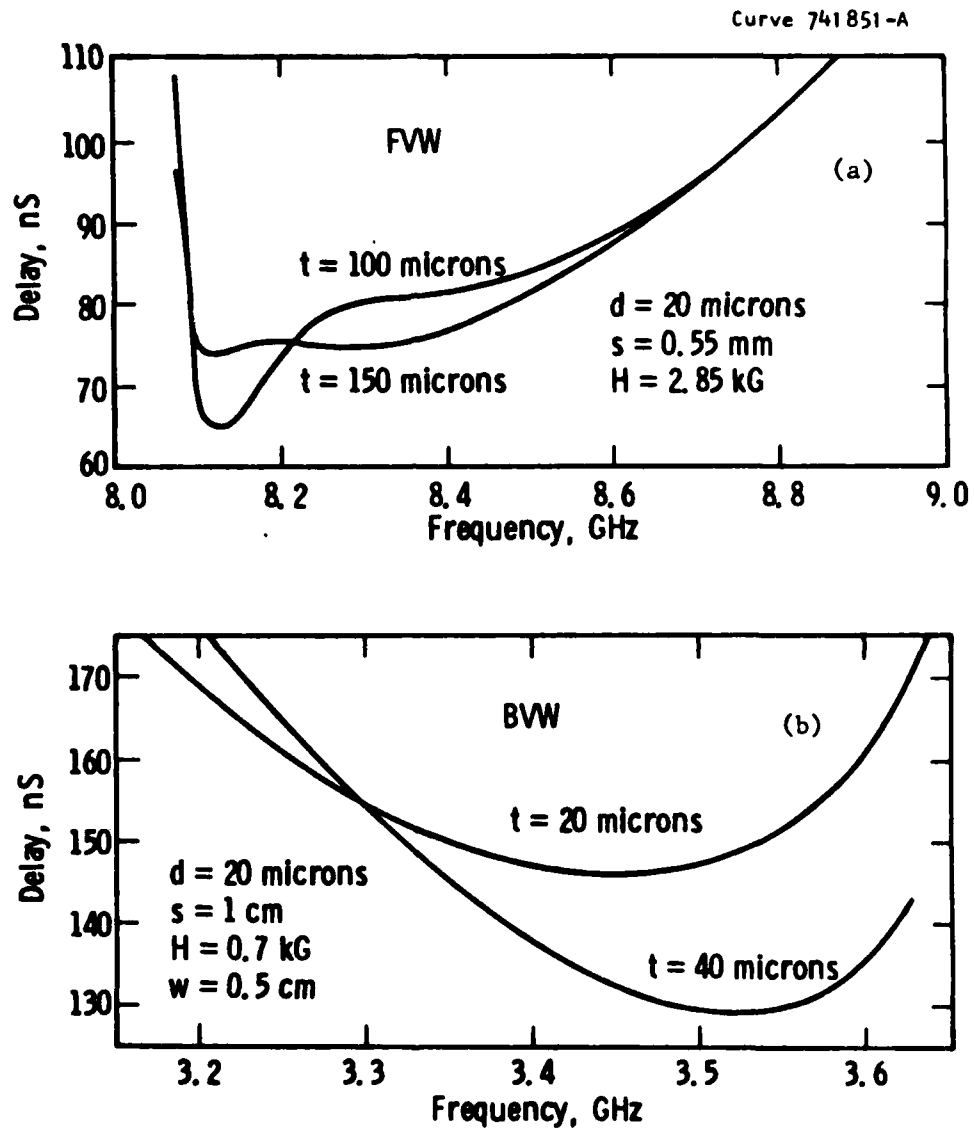 Curve 741851-A
110
100
90
80
70
60
Delay, nS
FVW
(a)
t = 100 microns
t = 150 microns
d = 20 microns
s = 0.55 mm
H = 2.85 kG
8.0 8.2 8.4 8.6 8.8 9.0
Frequency, GHz
170
160
150
140
130
Delay, nS
BVW
(b)
t = 20 microns
t = 40 microns
d = 20 microns
s = 1 cm
H = 0.7 kG
w = 0.5 cm
3.2 3.3 3.4 3.5 3.6
Frequency, GHz